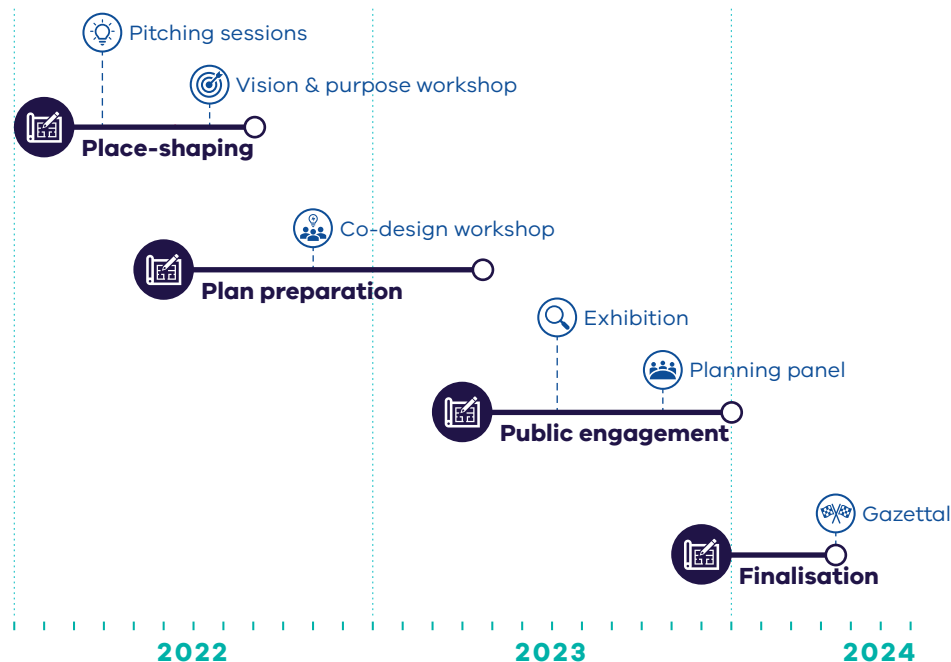 Pitching sessions
Vision & purpose workshop
Place-shaping
Co-design workshop
Plan preparation
Exhibition
Planning panel
Public engagement
Gazettal
Finalisation
2022
2023
2024